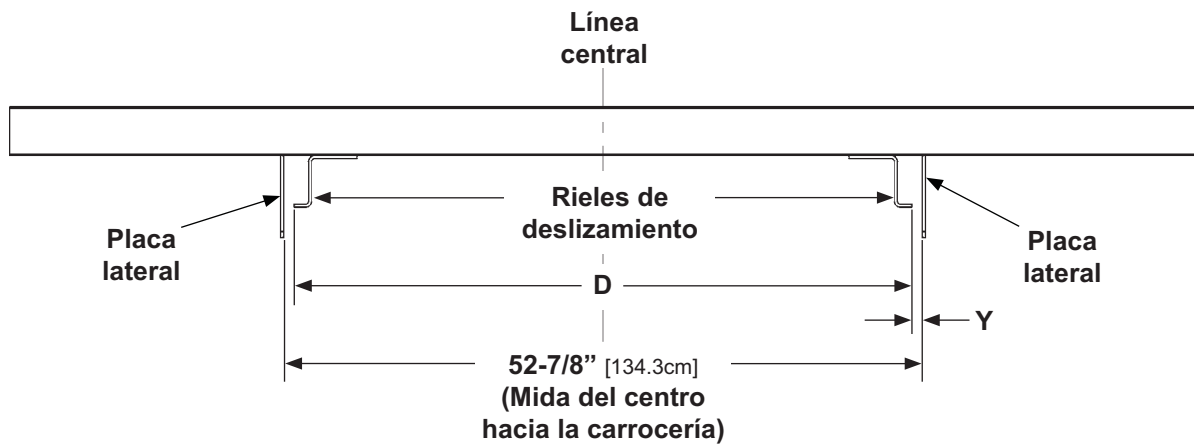 Línea
central
Rieles de
deslizamiento
Placa
lateral
Placa
lateral
D
Y
52-7/8” [134.3cm]
(Mida del centro
hacia la carrocería)